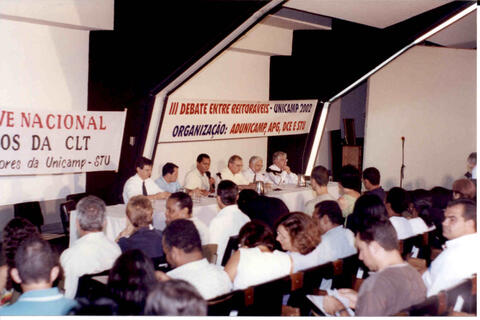 VE NACIONAL
OS DA CLT
ores da Unicamp - STU
III DEBATE ENTRE REITORÁVEIS - UNICAMP 2002
ORGANIZAÇÃO: ADUNICAMP, APG, DCE E STU